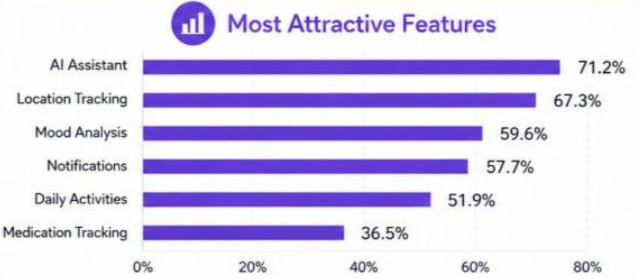 Most Attractive Features
AI Assistant 71.2%
Location Tracking 67.3%
Mood Analysis 59.6%
Notifications 57.7%
Daily Activities 51.9%
Medication Tracking 36.5%
0% 20% 40% 60% 80%